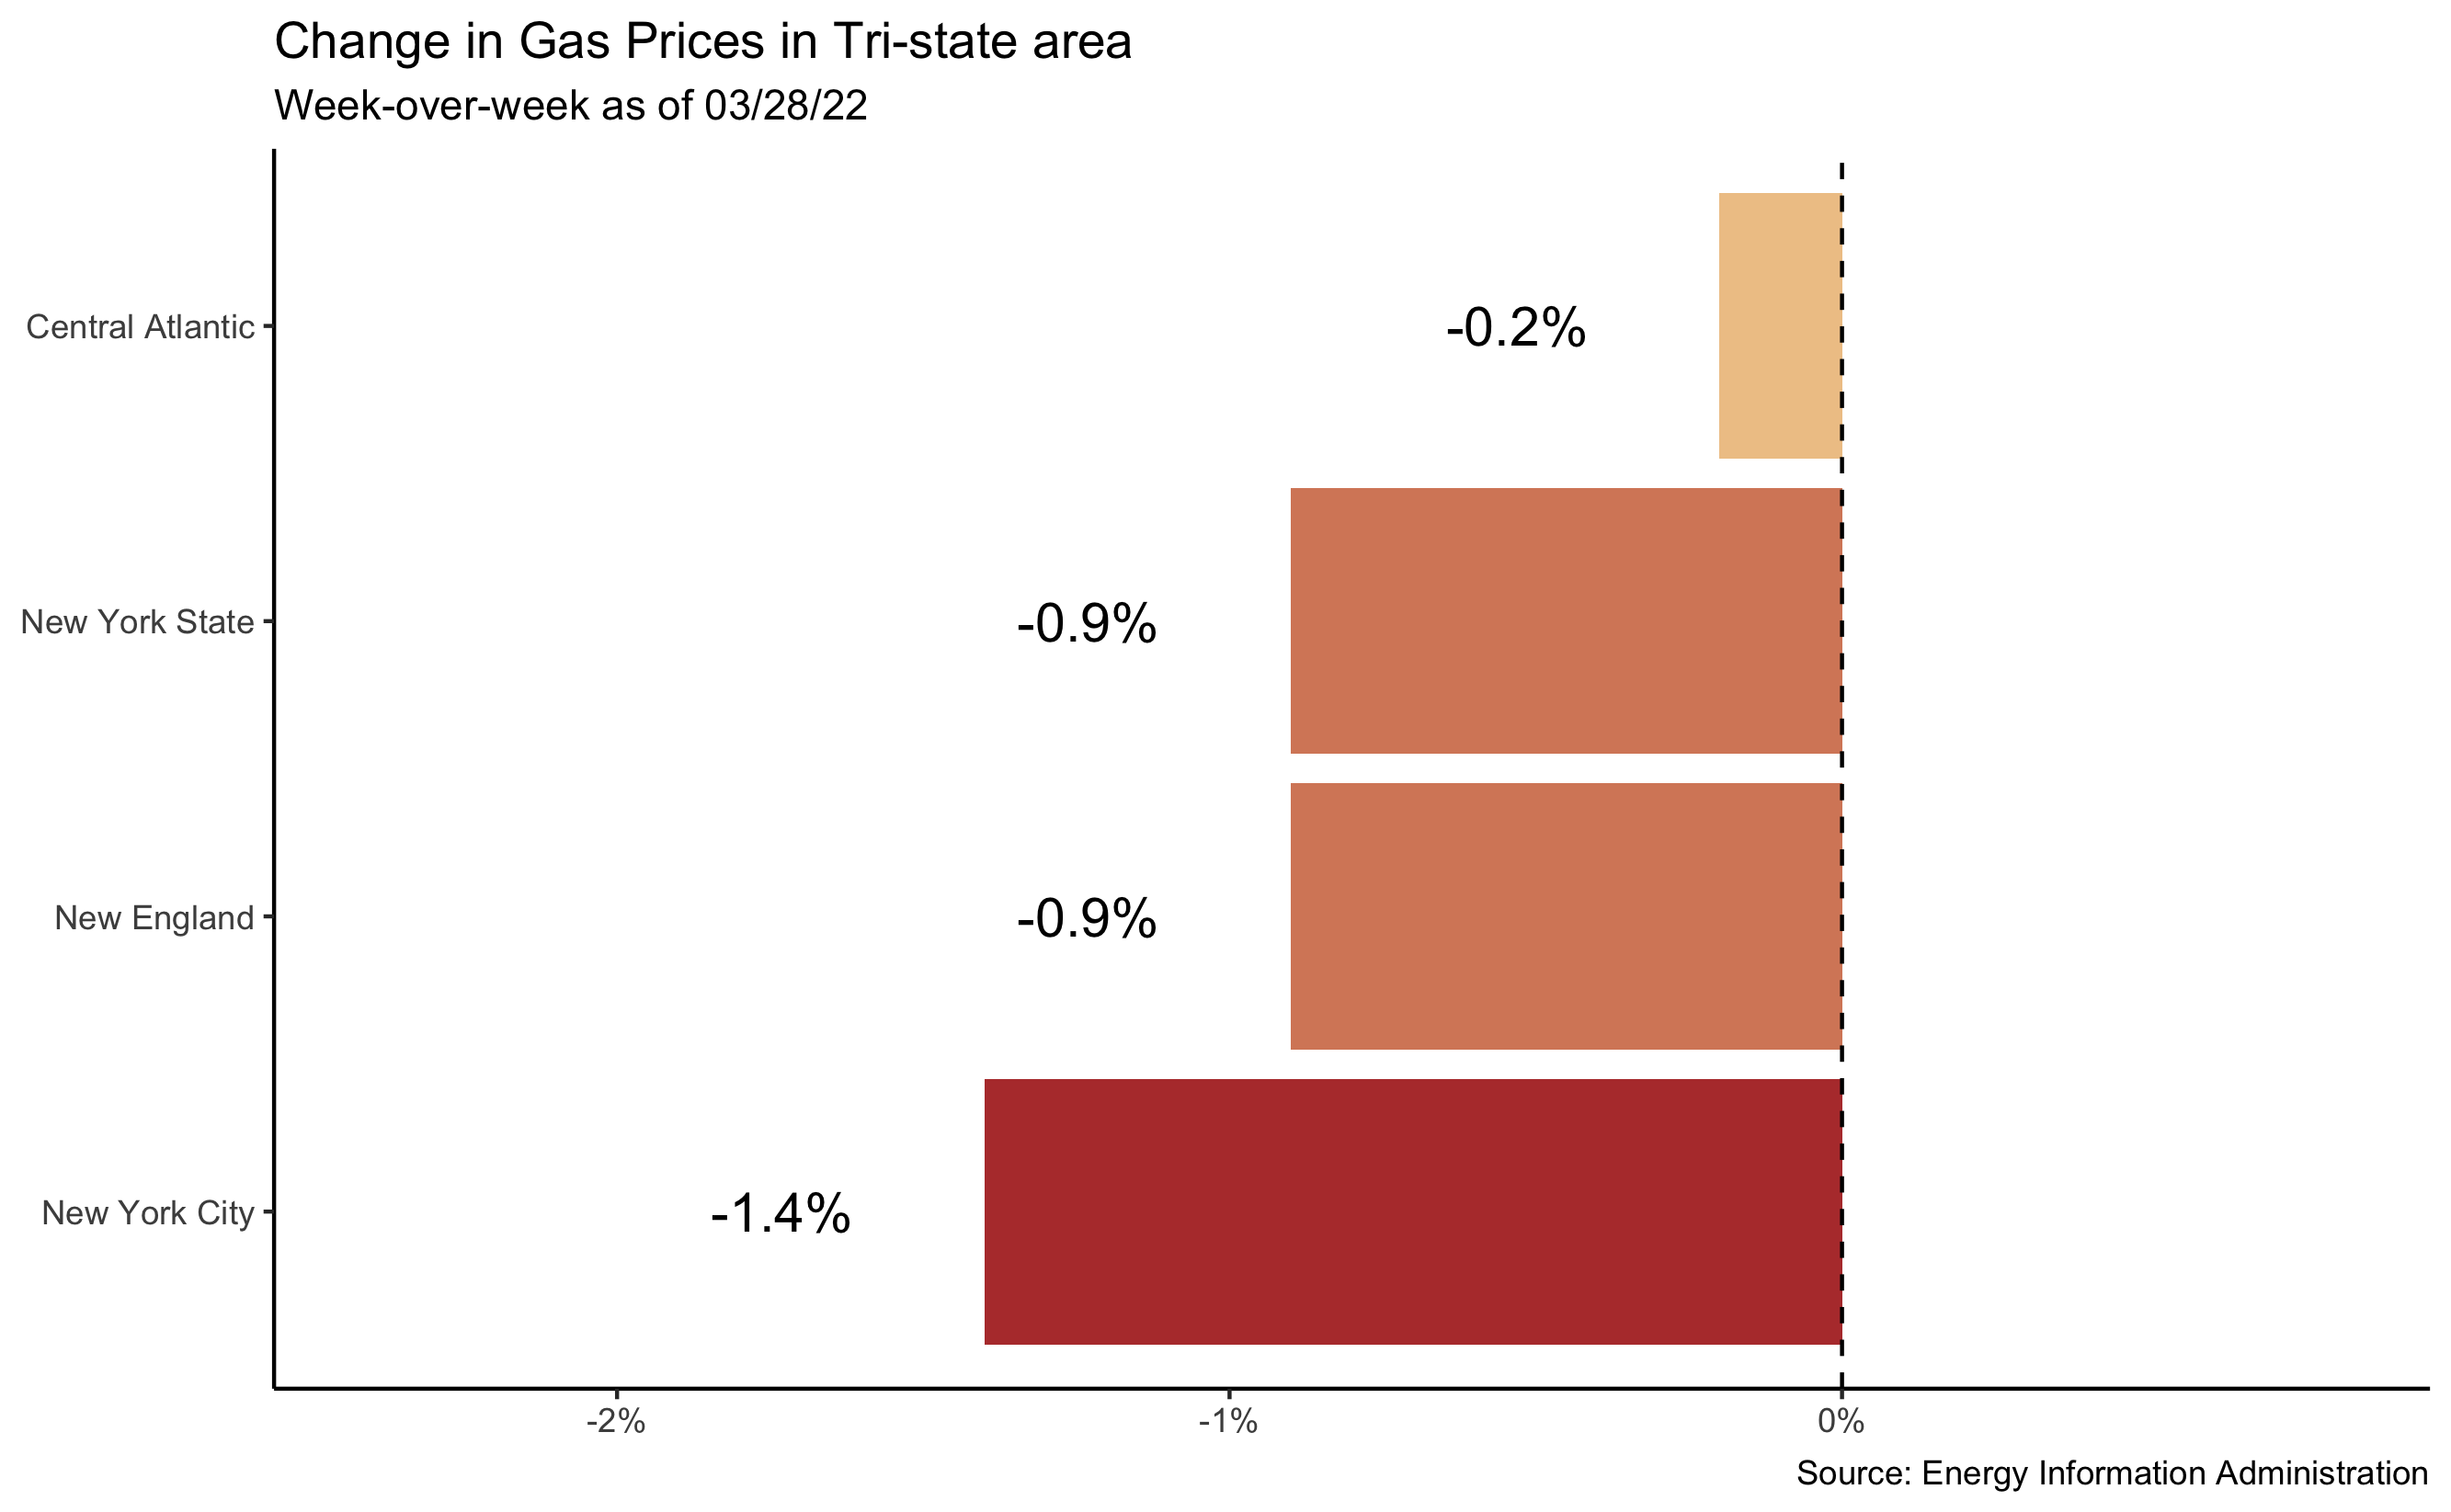 Change in Gas Prices in Tri-state area
Week-over-week as of 03/28/22
Central Atlantic
-0.2%
New York State
-0.9%
New England
-0.9%
New York City
-1.4%
-2%
-1%
0%
Source: Energy Information Administration